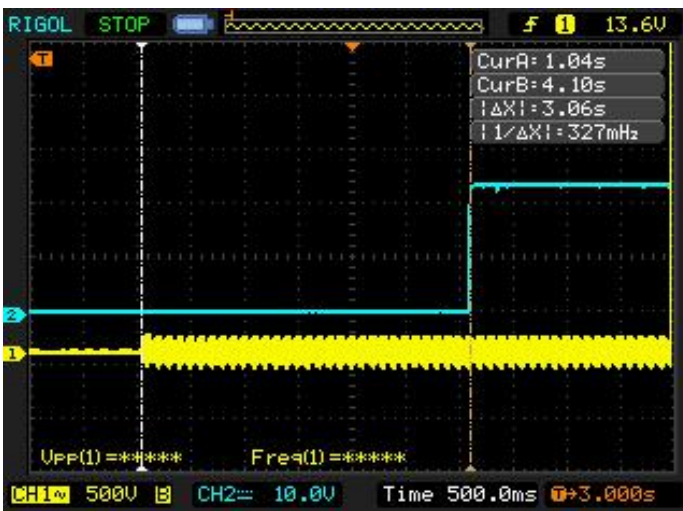 RIGOL STOP f 1 13.6V
T
CurA: 1.04s
CurB: 4.10s
|ΔX|: 3.06s
|1/ΔX|: 327mHz
2
1
Vpp(1)=***** Freq(1)=*****
CH1~ 500V B CH2 10.0V Time 500.0ms T→3.000s